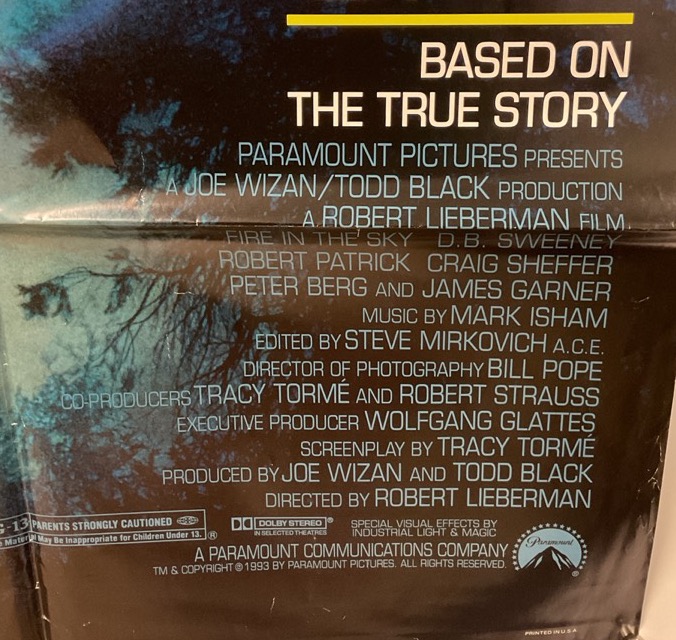 BASED ON
THE TRUE STORY
PARAMOUNT PICTURES PRESENTS
A JOE WIZAN/TODD BLACK PRODUCTION
A ROBERT LIEBERMAN FILM
FIRE IN THE SKY D.B. SWEENEY
ROBERT PATRICK CRAIG SHEFFER
PETER BERG AND JAMES GARNER
MUSIC BY MARK ISHAM
EDITED BY STEVE MIRKOVICH A.C.E.
DIRECTOR OF PHOTOGRAPHY BILL POPE
CO-PRODUCERS TRACY TORMÉ AND ROBERT STRAUSS
EXECUTIVE PRODUCER WOLFGANG GLATTES
SCREENPLAY BY TRACY TORMÉ
PRODUCED BY JOE WIZAN AND TODD BLACK
DIRECTED BY ROBERT LIEBERMAN
-13 PARENTS STRONGLY CAUTIONED
Material May Be Inappropriate for Children Under 13. ®
DOLBY STEREO ®
IN SELECTED THEATRES
SPECIAL VISUAL EFFECTS BY
INDUSTRIAL LIGHT & MAGIC
A PARAMOUNT COMMUNICATIONS COMPANY
TM & COPYRIGHT © 1993 BY PARAMOUNT PICTURES. ALL RIGHTS RESERVED.
Paramount ®
PRINTED IN U.S.A.